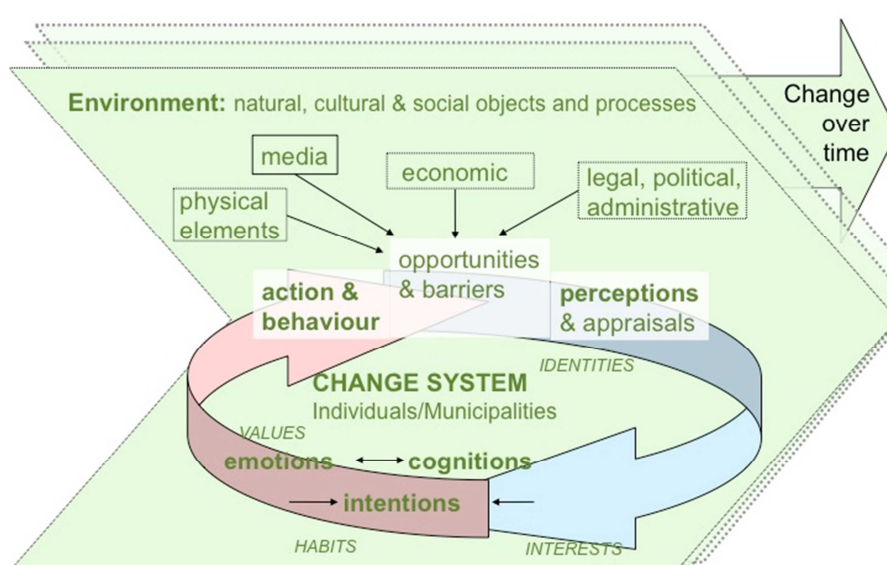 Environment: natural, cultural & social objects and processes
Change
over
time
media
economic
legal, political,
administrative
physical
elements
opportunities
& barriers
action &
behaviour
perceptions
& appraisals
IDENTITIES
CHANGE SYSTEM
Individuals/Municipalities
VALUES
emotions
cognitions
intentions
HABITS
INTERESTS